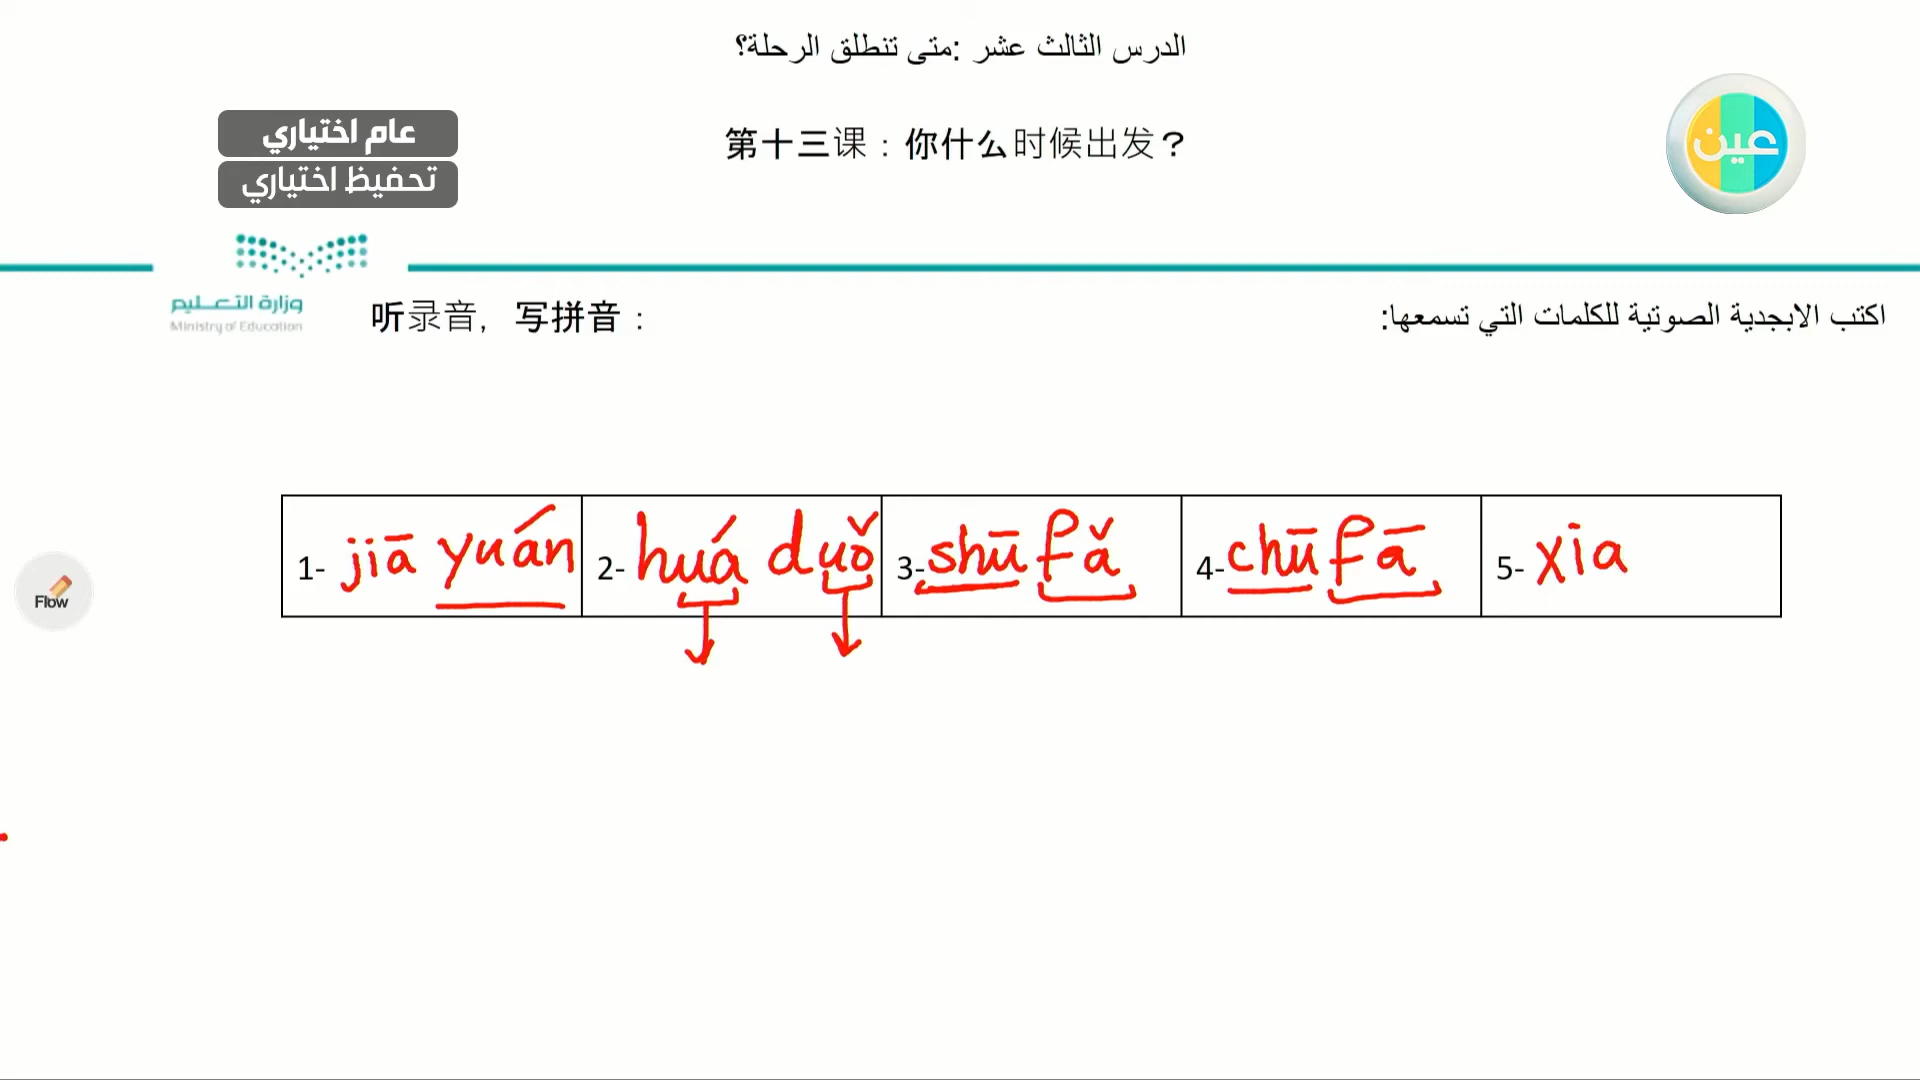 الدرس الثالث عشر :متى تنطلق الرحلة؟
عام اختياري
تحفيظ اختياري
第十三课：你什么时候出发？
عين
وزارة التعليم
Ministry of Education
听录音，写拼音：
اكتب الابجدية الصوتية للكلمات التي تسمعها:
1- jiā yuán
2- huá duǒ
3- shū fǎ
4- chū fā
5- xia
Flow